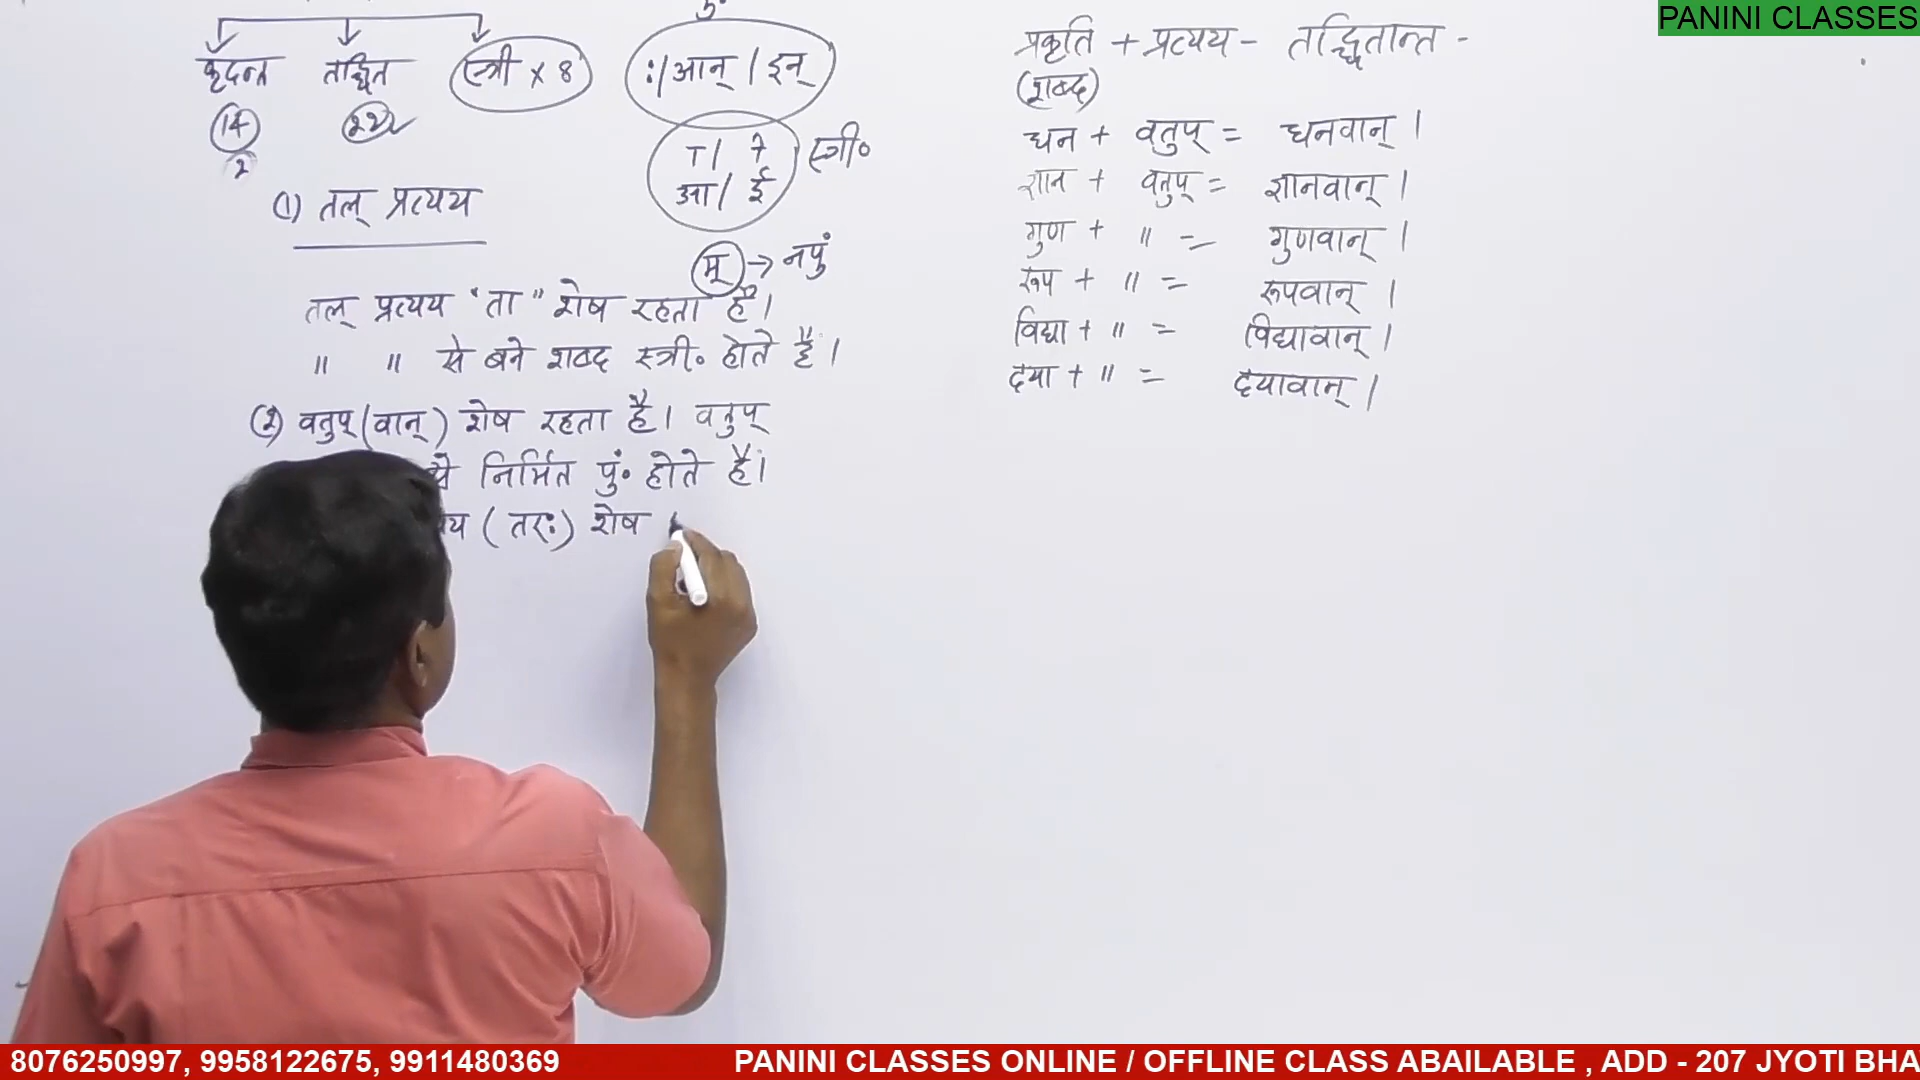 PANINI CLASSES
कृदन्त तद्धित स्त्री x 8
:/आन् / इन्
14 22
2
ा / ी स्त्री०
आ / ई
(1) तल् प्रत्यय
म् → नपुं
तल् प्रत्यय "ता" शेष रहता है।
" " से बने शब्द स्त्री० होते है।
(2) वतुप् (वान्) शेष रहता है। वतुप्
से निर्मित पुं० होते है।
(तरः) शेष
प्रकृति + प्रत्यय - तद्धितान्त -
(शब्द)
धन + वतुप् = धनवान् ।
ज्ञान + वतुप् = ज्ञानवान् ।
गुण + " = गुणवान् ।
रूप + " = रूपवान् ।
विद्या + " = विद्यावान् ।
दया + " = दयावान् ।
8076250997, 9958122675, 9911480369 PANINI CLASSES ONLINE / OFFLINE CLASS ABAILABLE , ADD - 207 JYOTI BHA